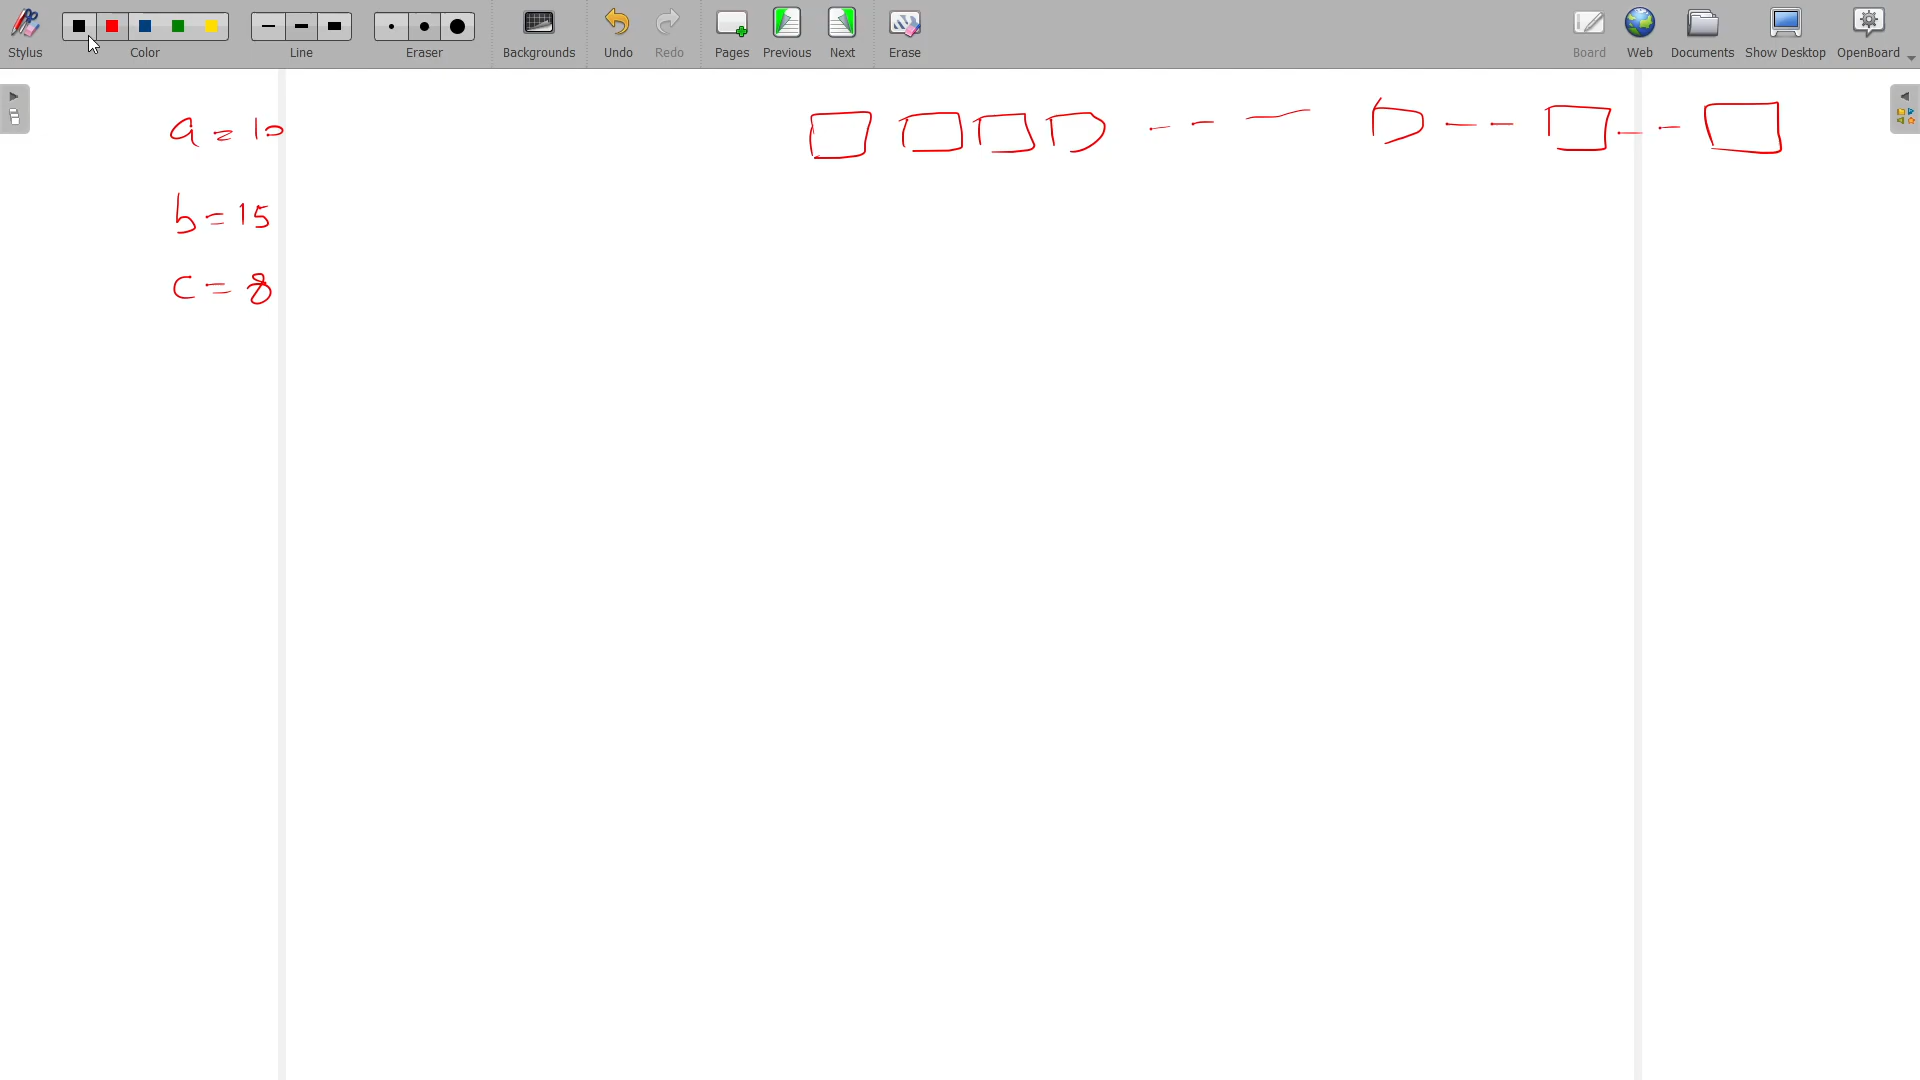 Stylus Color Line Eraser Backgrounds Undo Redo Pages Previous Next Erase Board Web Documents Show Desktop OpenBoard
a = 10
b = 15
c = 8